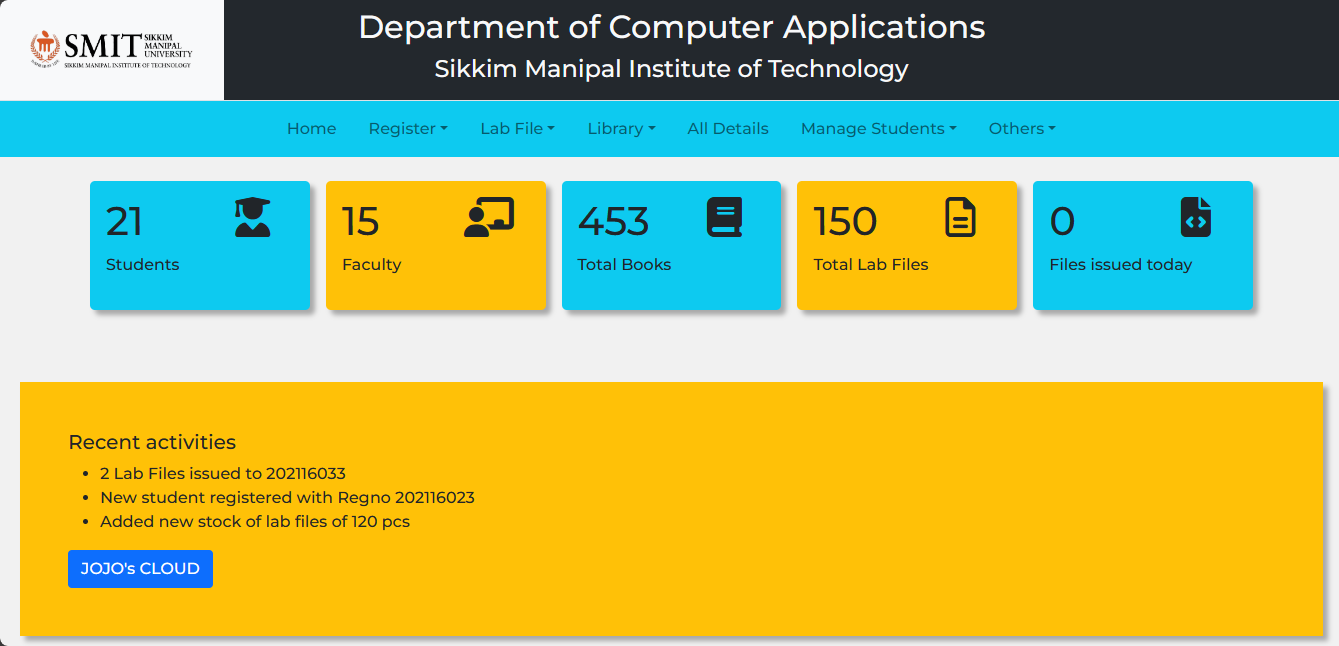 SMIT SIKKIM
MANIPAL
UNIVERSITY
SIKKIM MANIPAL INSTITUTE OF TECHNOLOGY
Department of Computer Applications
Sikkim Manipal Institute of Technology
Home Register Lab File Library All Details Manage Students Others
21
Students
15
Faculty
453
Total Books
150
Total Lab Files
0
Files issued today
Recent activities
• 2 Lab Files issued to 202116033
• New student registered with Regno 202116023
• Added new stock of lab files of 120 pcs
JOJO's CLOUD